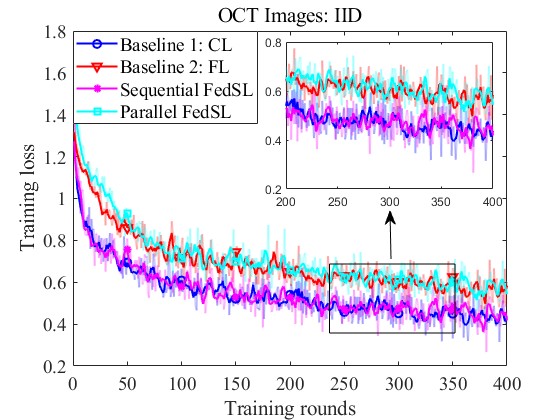 OCT Images: IID
Baseline 1: CL
Baseline 2: FL
Sequential FedSL
Parallel FedSL
1.8
1.6
1.4
1.2
1
0.8
0.6
0.4
0.2
Training loss
0 50 100 150 200 250 300 350 400
Training rounds
0.8
0.6
0.4
0.2
200 250 300 350 400